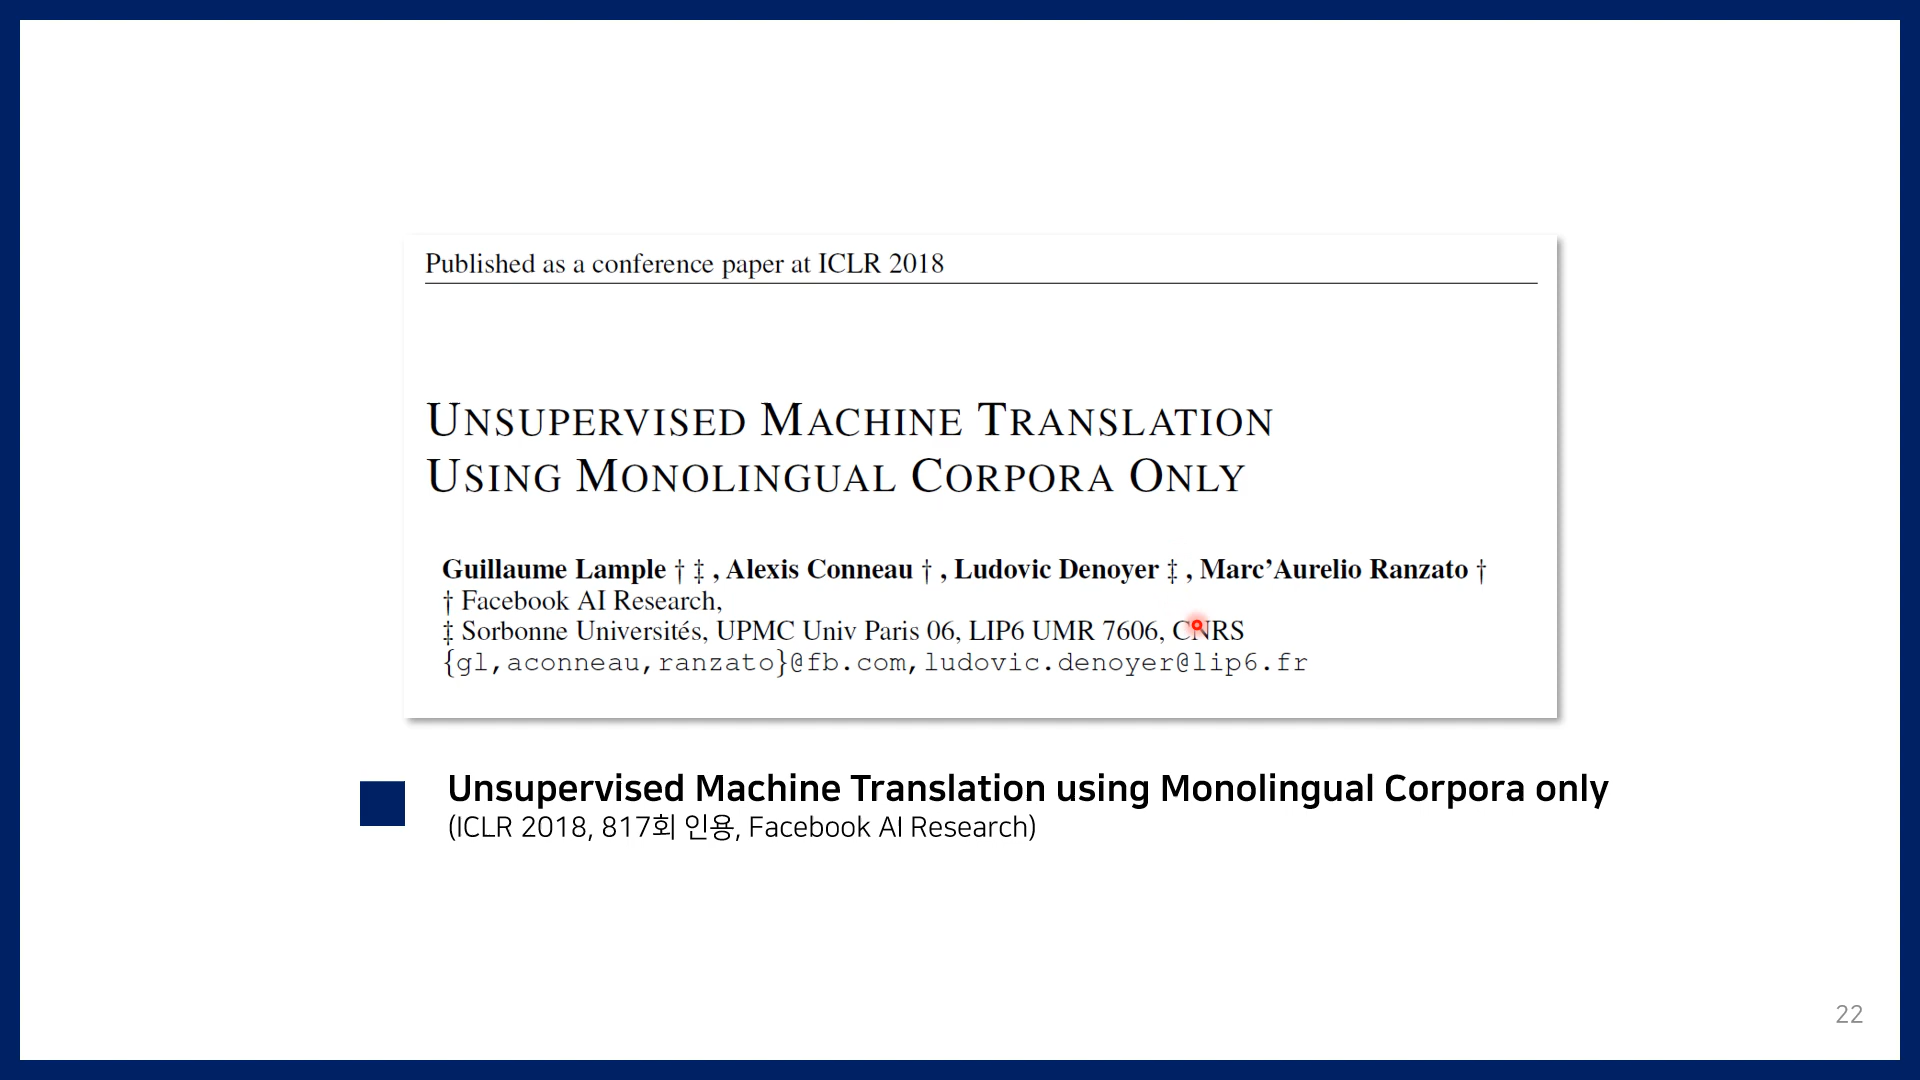 Published as a conference paper at ICLR 2018
UNSUPERVISED MACHINE TRANSLATION
USING MONOLINGUAL CORPORA ONLY
Guillaume Lample † ‡ , Alexis Conneau † , Ludovic Denoyer ‡ , Marc'Aurelio Ranzato †
† Facebook AI Research,
‡ Sorbonne Universités, UPMC Univ Paris 06, LIP6 UMR 7606, CNRS
{gl,aconneau,ranzato}@fb.com,ludovic.denoyer@lip6.fr
Unsupervised Machine Translation using Monolingual Corpora only
(ICLR 2018, 817회 인용, Facebook AI Research)
22